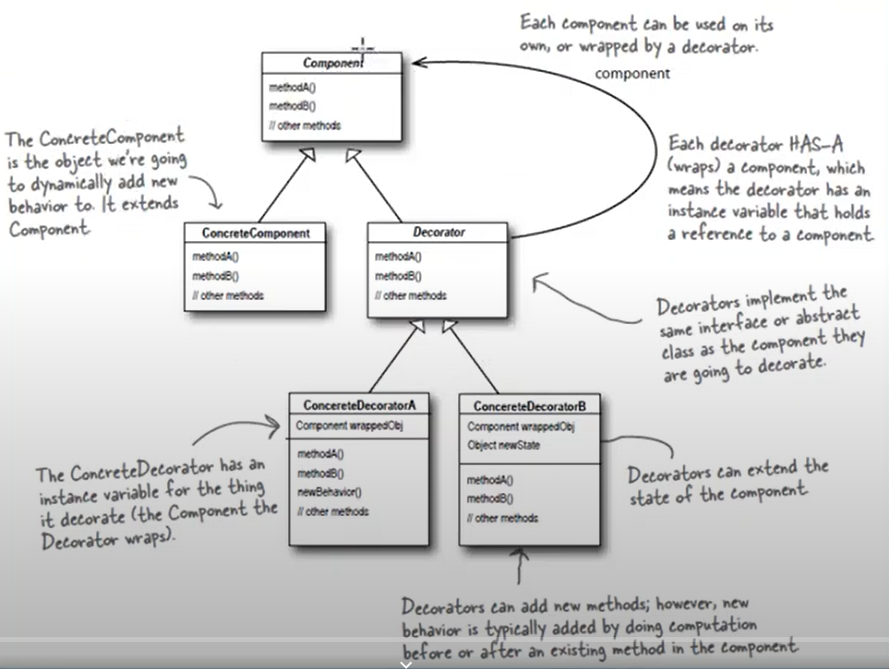 Each component can be used on its
own, or wrapped by a decorator.
component
Component
methodA()
methodB()
// other methods
The ConcreteComponent
is the object we're going
to dynamically add new
behavior to. It extends
Component
Each decorator HAS-A
(wraps) a component, which
means the decorator has an
instance variable that holds
a reference to a component
ConcreteComponent
methodA()
methodB()
// other methods
Decorator
methodA()
methodB()
// other methods
Decorators implement the
same interface or abstract
class as the component they
are going to decorate.
ConcereteDecoratorA
Component wrappedObj
methodA()
methodB()
newBehavior()
// other methods
ConcereteDecoratorB
Component wrappedObj
Object newState
methodA()
methodB()
// other methods
The ConcreteDecorator has an
instance variable for the thing
it decorate (the Component the
Decorator wraps).
Decorators can extend the
state of the component
Decorators can add new methods; however, new
behavior is typically added by doing computation
before or after an existing method in the component